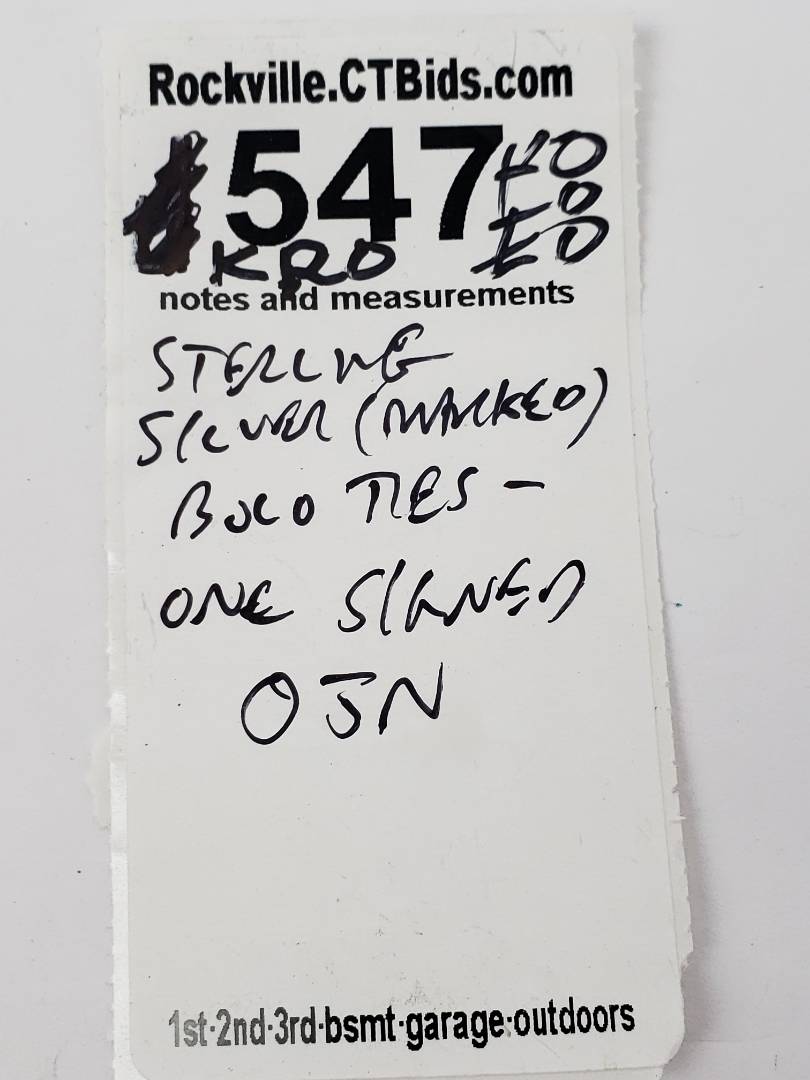 Rockville.CTBids.com
547
KRO
notes and measurements
STERLING
SILVER (MARKED)
BOLO TIES -
ONE SIGNED
OJN
1st·2nd·3rd·bsmt·garage·outdoors